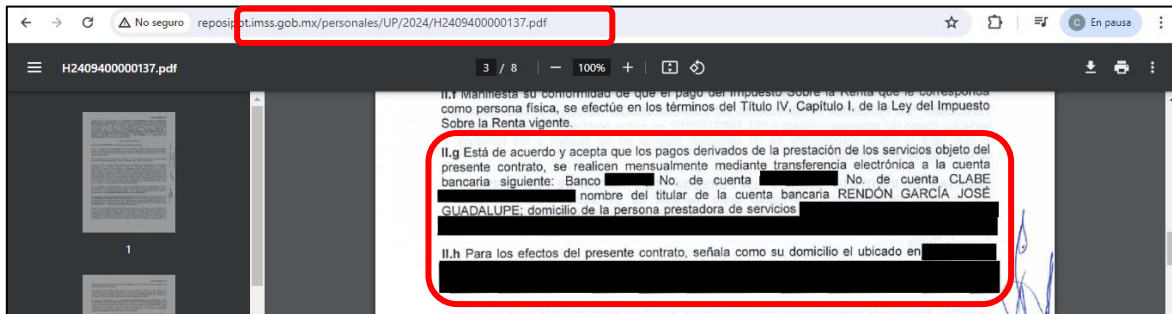 No seguro reposipot.imss.gob.mx/personales/UP/2024/H2409400000137.pdf En pausa
H2409400000137.pdf 3 / 8 | − 100% +
II.f Manifiesta su conformidad de que el pago del Impuesto Sobre la Renta que le corresponda
como persona física, se efectúe en los términos del Título IV, Capítulo I, de la Ley del Impuesto
Sobre la Renta vigente.
II.g Está de acuerdo y acepta que los pagos derivados de la prestación de los servicios objeto del
presente contrato, se realicen mensualmente mediante transferencia electrónica a la cuenta
bancaria siguiente: Banco No. de cuenta No. de cuenta CLABE
nombre del titular de la cuenta bancaria RENDÓN GARCÍA JOSÉ
GUADALUPE; domicilio de la persona prestadora de servicios
II.h Para los efectos del presente contrato, señala como su domicilio el ubicado en
1